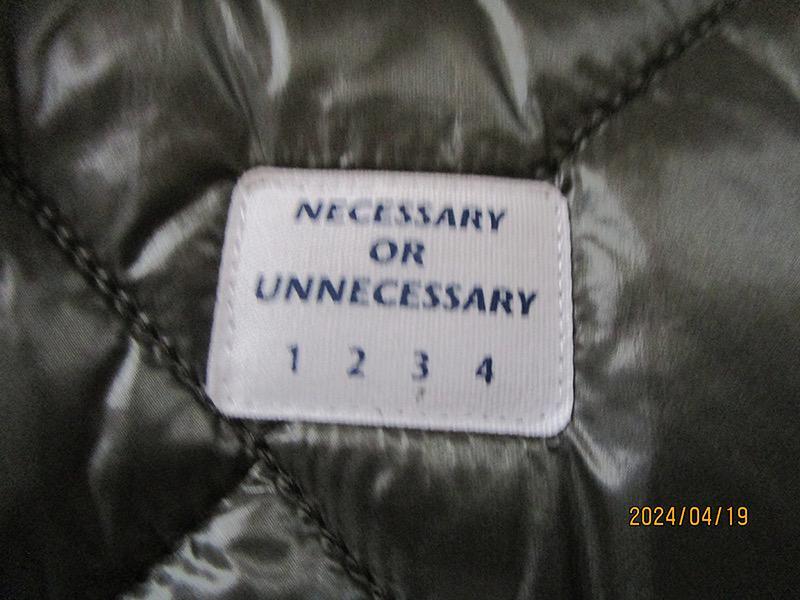 NECESSARY
OR
UNNECESSARY
1 2 3 4
2024/04/19